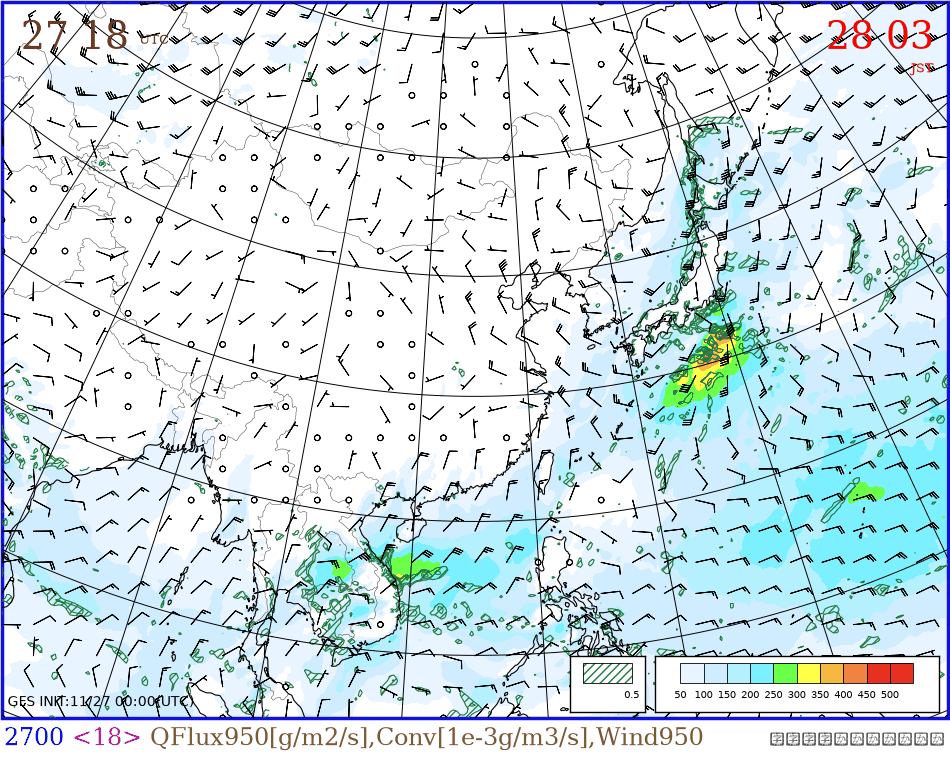 27 18 UTC
28 03
JST
0.5
50 100 150 200 250 300 350 400 450 500
GES INIT:11/27 00:00(UTC)
2700 <18> QFlux950[g/m2/s],Conv[1e-3g/m3/s],Wind950